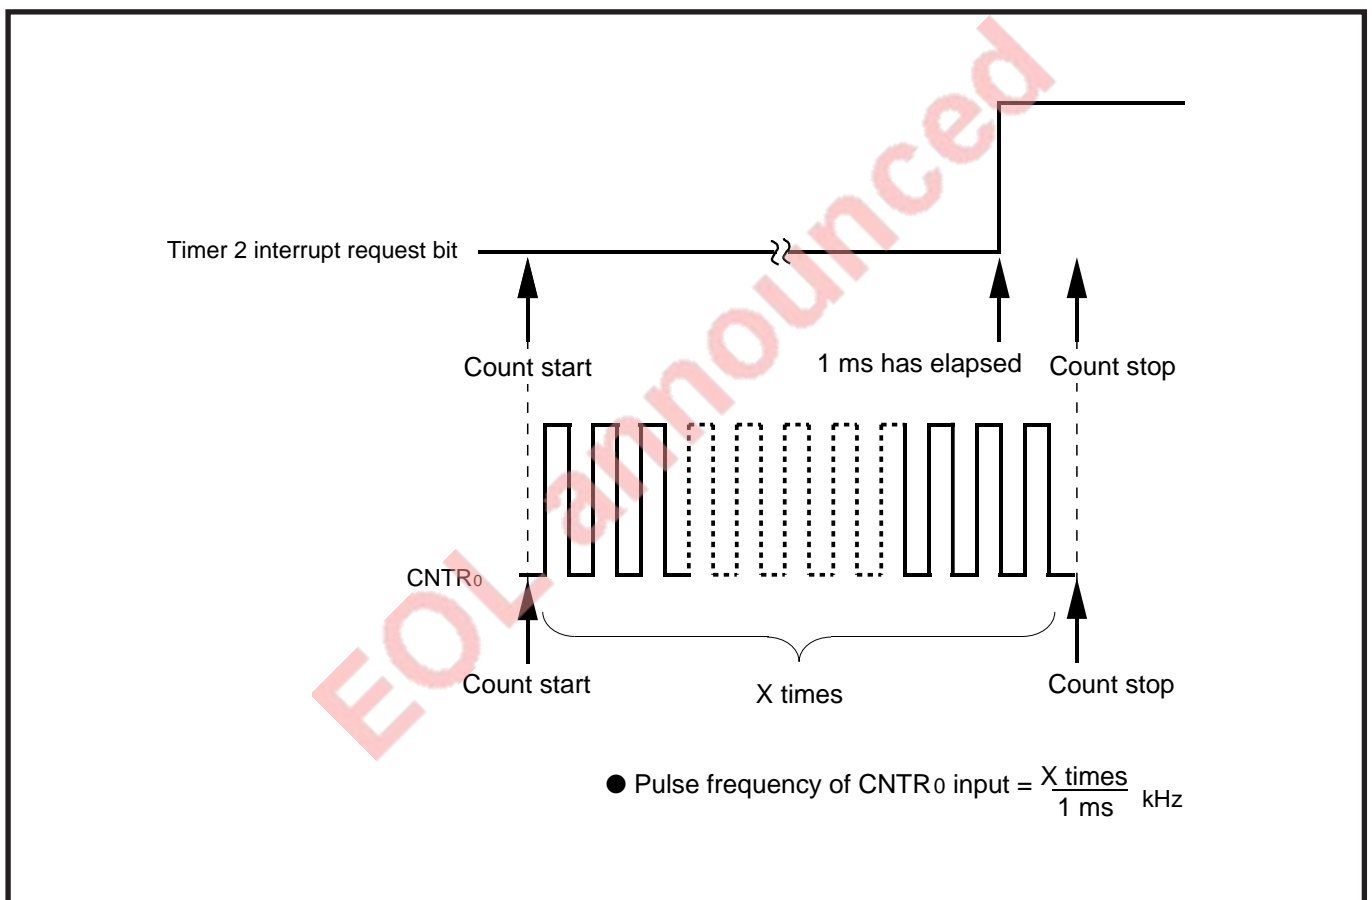 EOL announced
Timer 2 interrupt request bit
Count start
1 ms has elapsed
Count stop
CNTR0
Count start
X times
Count stop
● Pulse frequency of CNTR0 input = X times / 1 ms kHz